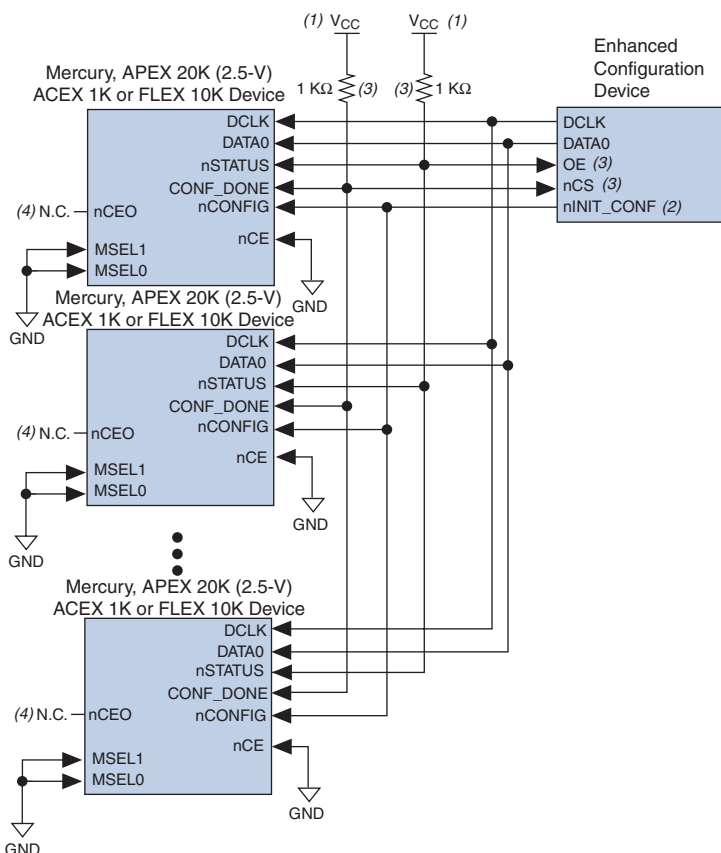 (1) VCC
VCC (1)
1 KΩ (3)
(3) 1 KΩ
Enhanced
Configuration
Device
DCLK
DATA0
OE (3)
nCS (3)
nINIT_CONF (2)
Mercury, APEX 20K (2.5-V)
ACEX 1K or FLEX 10K Device
DCLK
DATA0
nSTATUS
CONF_DONE
nCONFIG
(4) N.C. nCEO
nCE
MSEL1
MSEL0
GND
GND
Mercury, APEX 20K (2.5-V)
ACEX 1K or FLEX 10K Device
DCLK
DATA0
nSTATUS
CONF_DONE
nCONFIG
(4) N.C. nCEO
nCE
MSEL1
MSEL0
GND
GND
Mercury, APEX 20K (2.5-V)
ACEX 1K or FLEX 10K Device
DCLK
DATA0
nSTATUS
CONF_DONE
nCONFIG
(4) N.C. nCEO
nCE
MSEL1
MSEL0
GND
GND